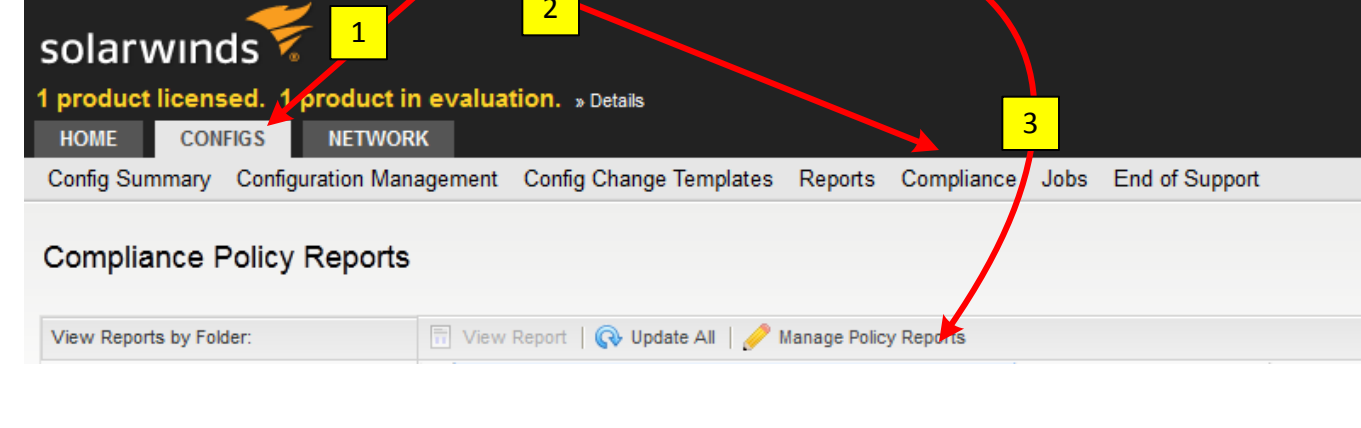 2
1
solarwinds
1 product licensed. 1 product in evaluation. » Details
3
HOME CONFIGS NETWORK
Config Summary Configuration Management Config Change Templates Reports Compliance Jobs End of Support
Compliance Policy Reports
View Reports by Folder: View Report | Update All | Manage Policy Reports